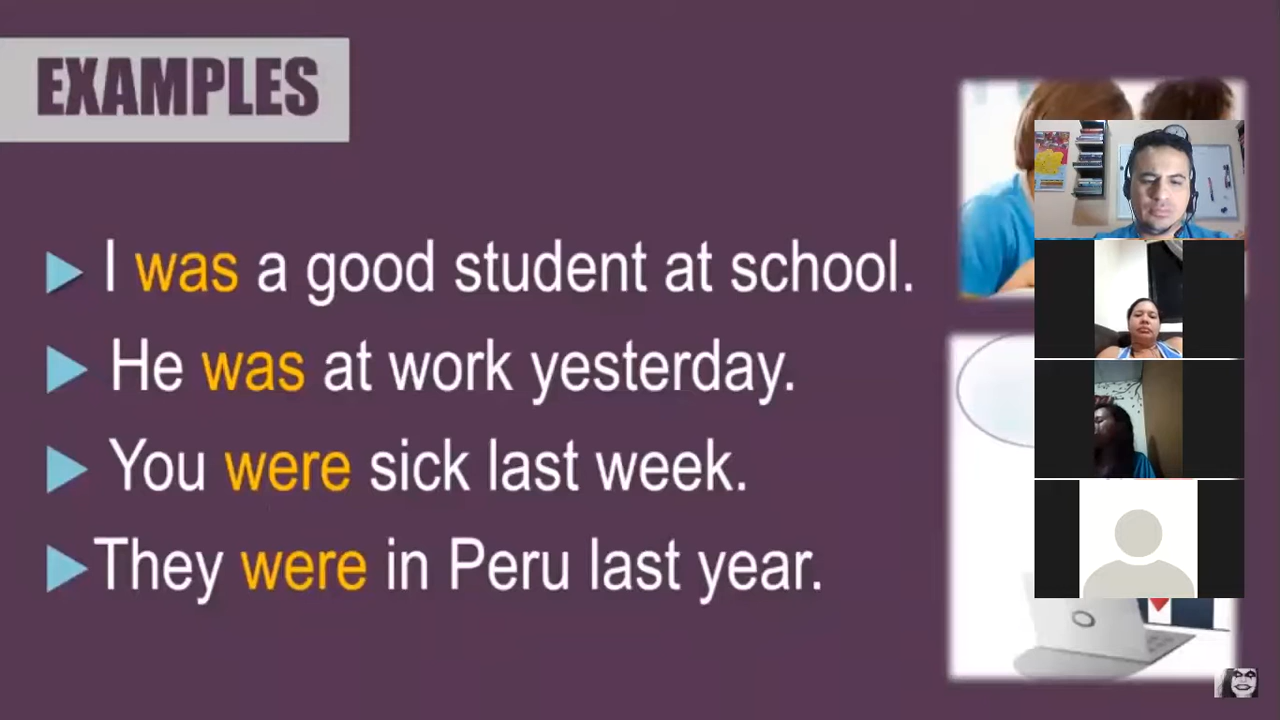 EXAMPLES
I was a good student at school.
He was at work yesterday.
You were sick last week.
They were in Peru last year.